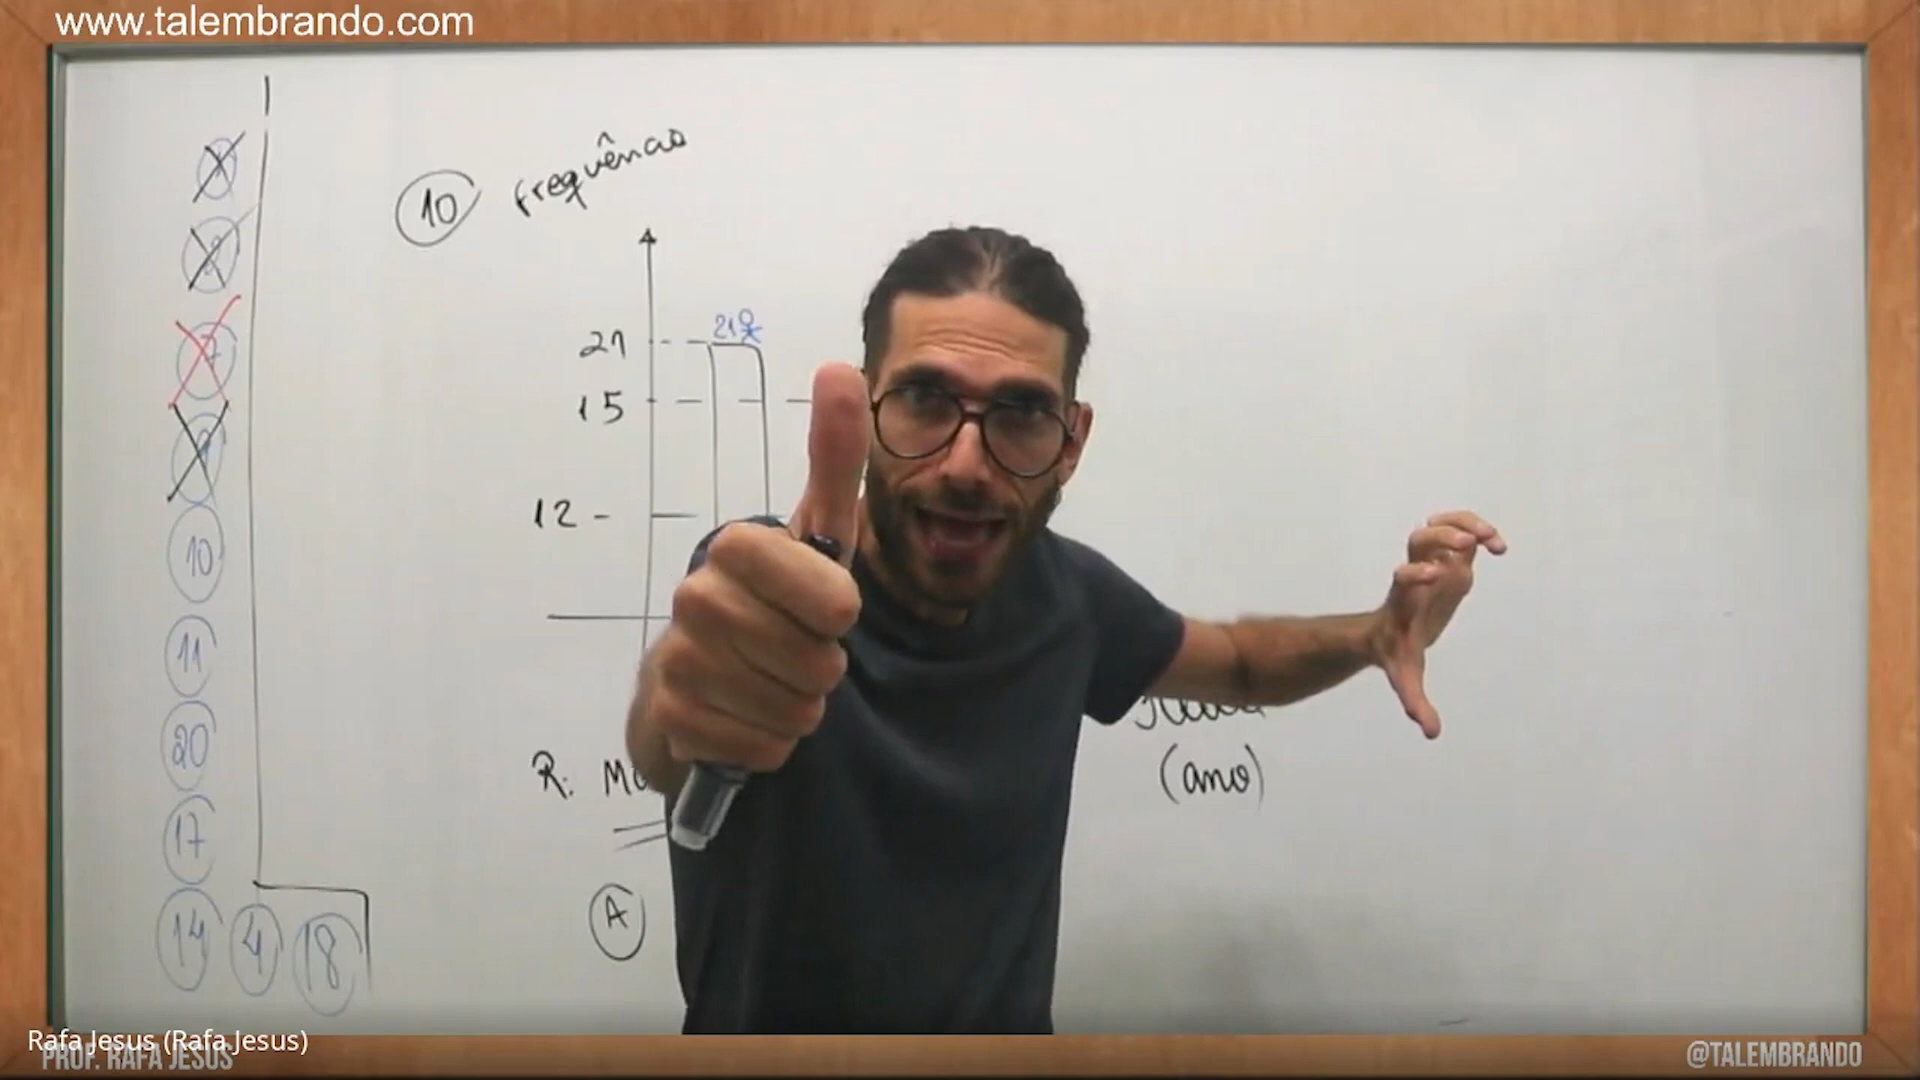 www.talembrando.com
10 frequência
21 21
15
12 -
R:
(ano)
A
10
11
20
17
14 4 18
Rafa Jesus (Rafa Jesus)
PROF. RAFA JESUS
@TALEMBRANDO